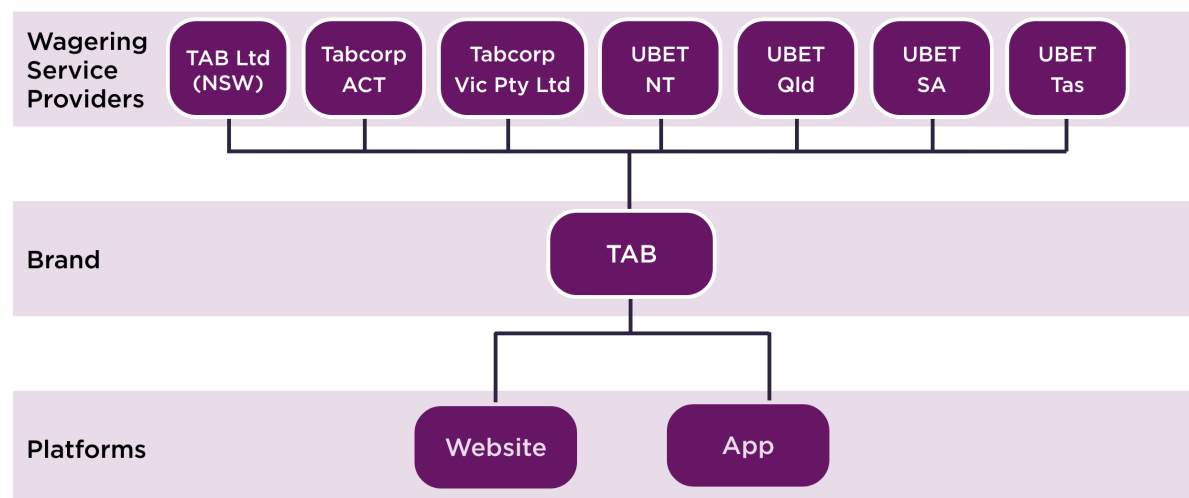 Wagering
Service
Providers
TAB Ltd
(NSW)
Tabcorp
ACT
Tabcorp
Vic Pty Ltd
UBET
NT
UBET
Qld
UBET
SA
UBET
Tas
Brand
TAB
Platforms
Website
App